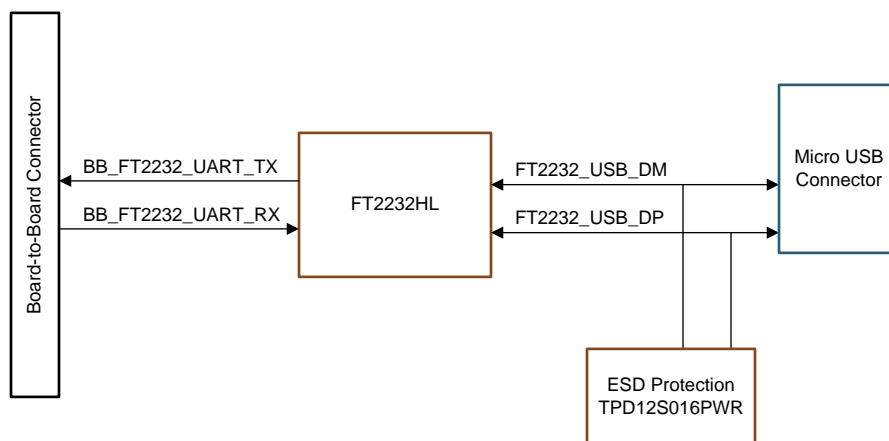 Board-to-Board Connector
BB_FT2232_UART_TX
BB_FT2232_UART_RX
FT2232HL
FT2232_USB_DM
FT2232_USB_DP
Micro USB
Connector
ESD Protection
TPD12S016PWR